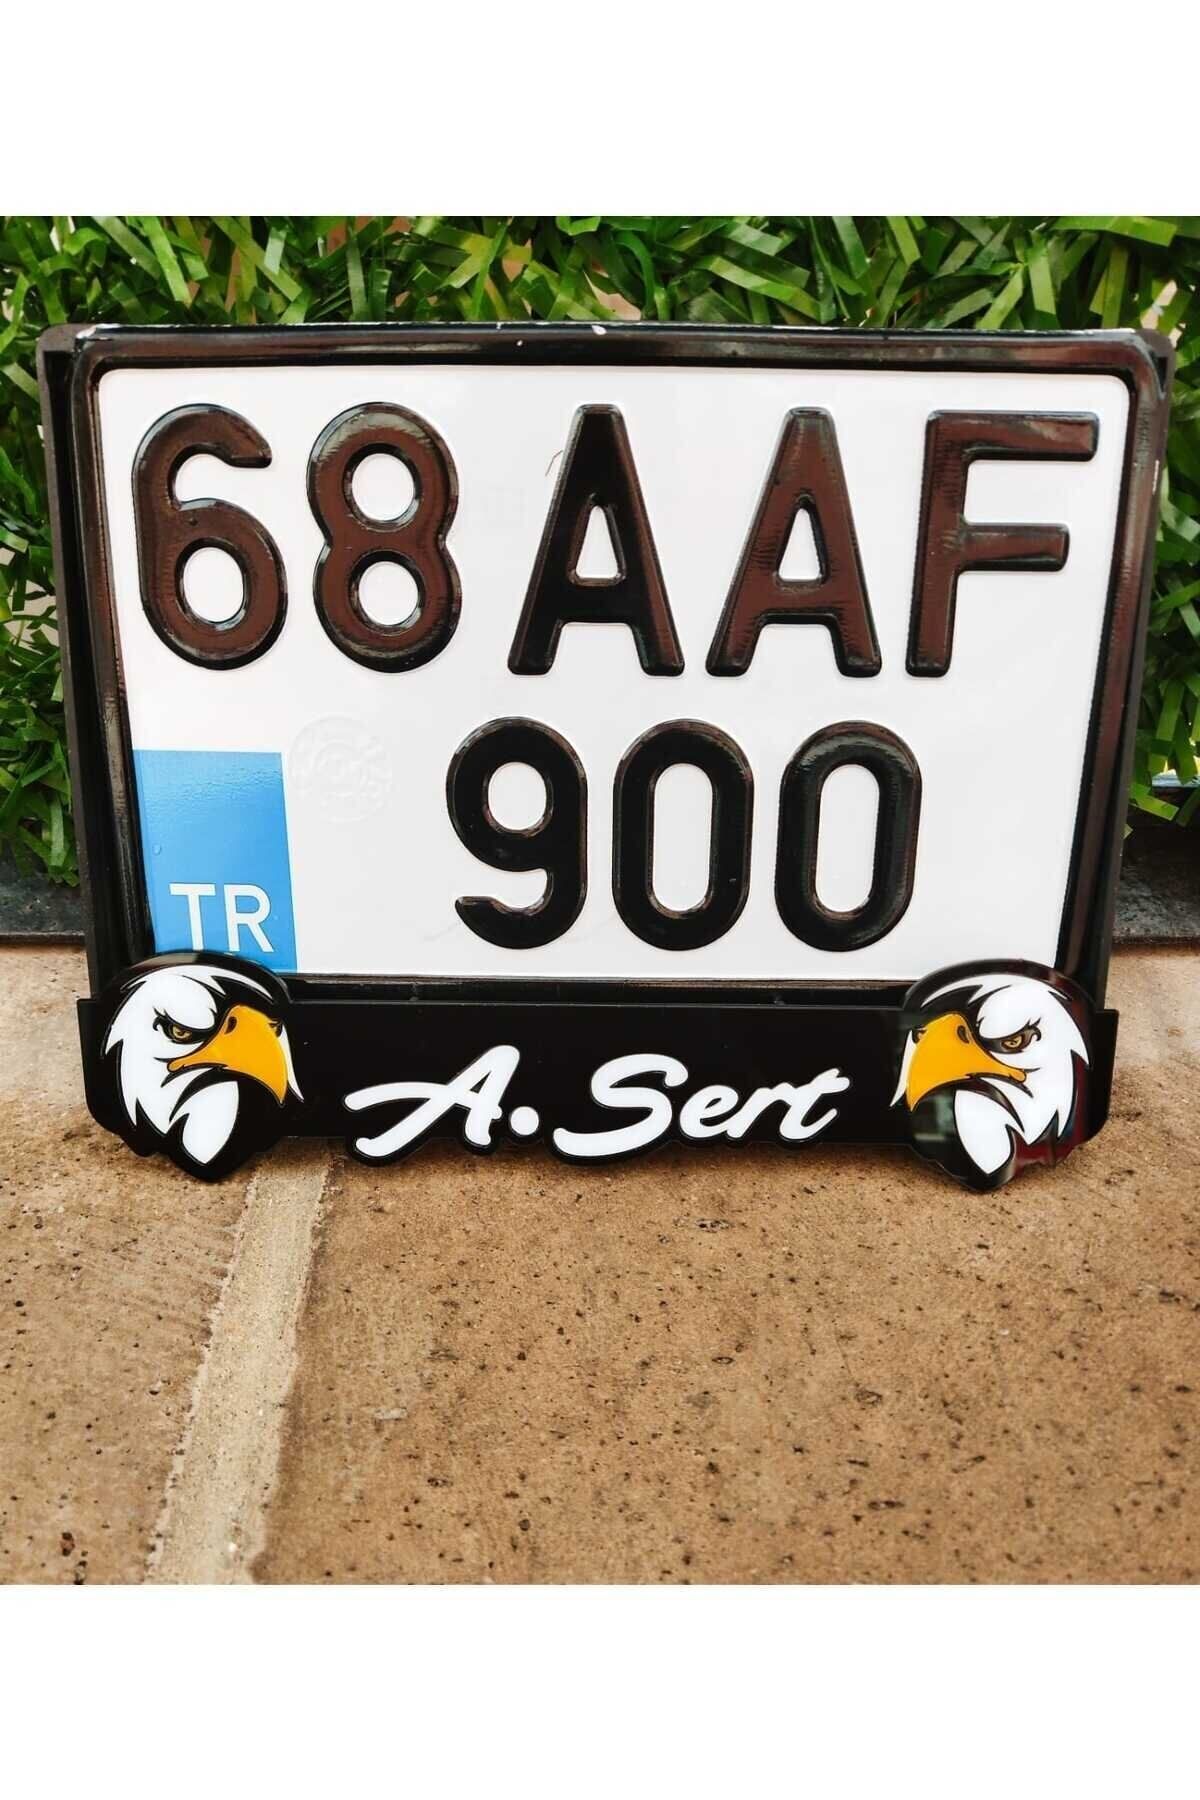 68 AAF
900
TR
A. Sert